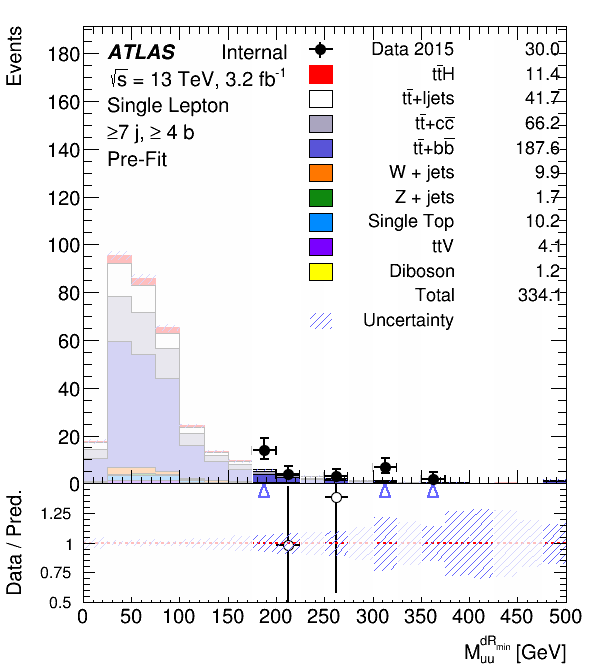 Events
ATLAS Internal
√s = 13 TeV, 3.2 fb⁻¹
Single Lepton
≥7 j, ≥ 4 b
Pre-Fit
Data 2015 30.0
tt̄H 11.4
tt̄+ljets 41.7
tt̄+cc̄ 66.2
tt̄+bb̄ 187.6
W + jets 9.9
Z + jets 1.7
Single Top 10.2
ttV 4.1
Diboson 1.2
Total 334.1
Uncertainty
180
160
140
120
100
80
60
40
20
0
Data / Pred.
1.25
1
0.75
0.5
0 50 100 150 200 250 300 350 400 450 500
M_uu^dR_min [GeV]